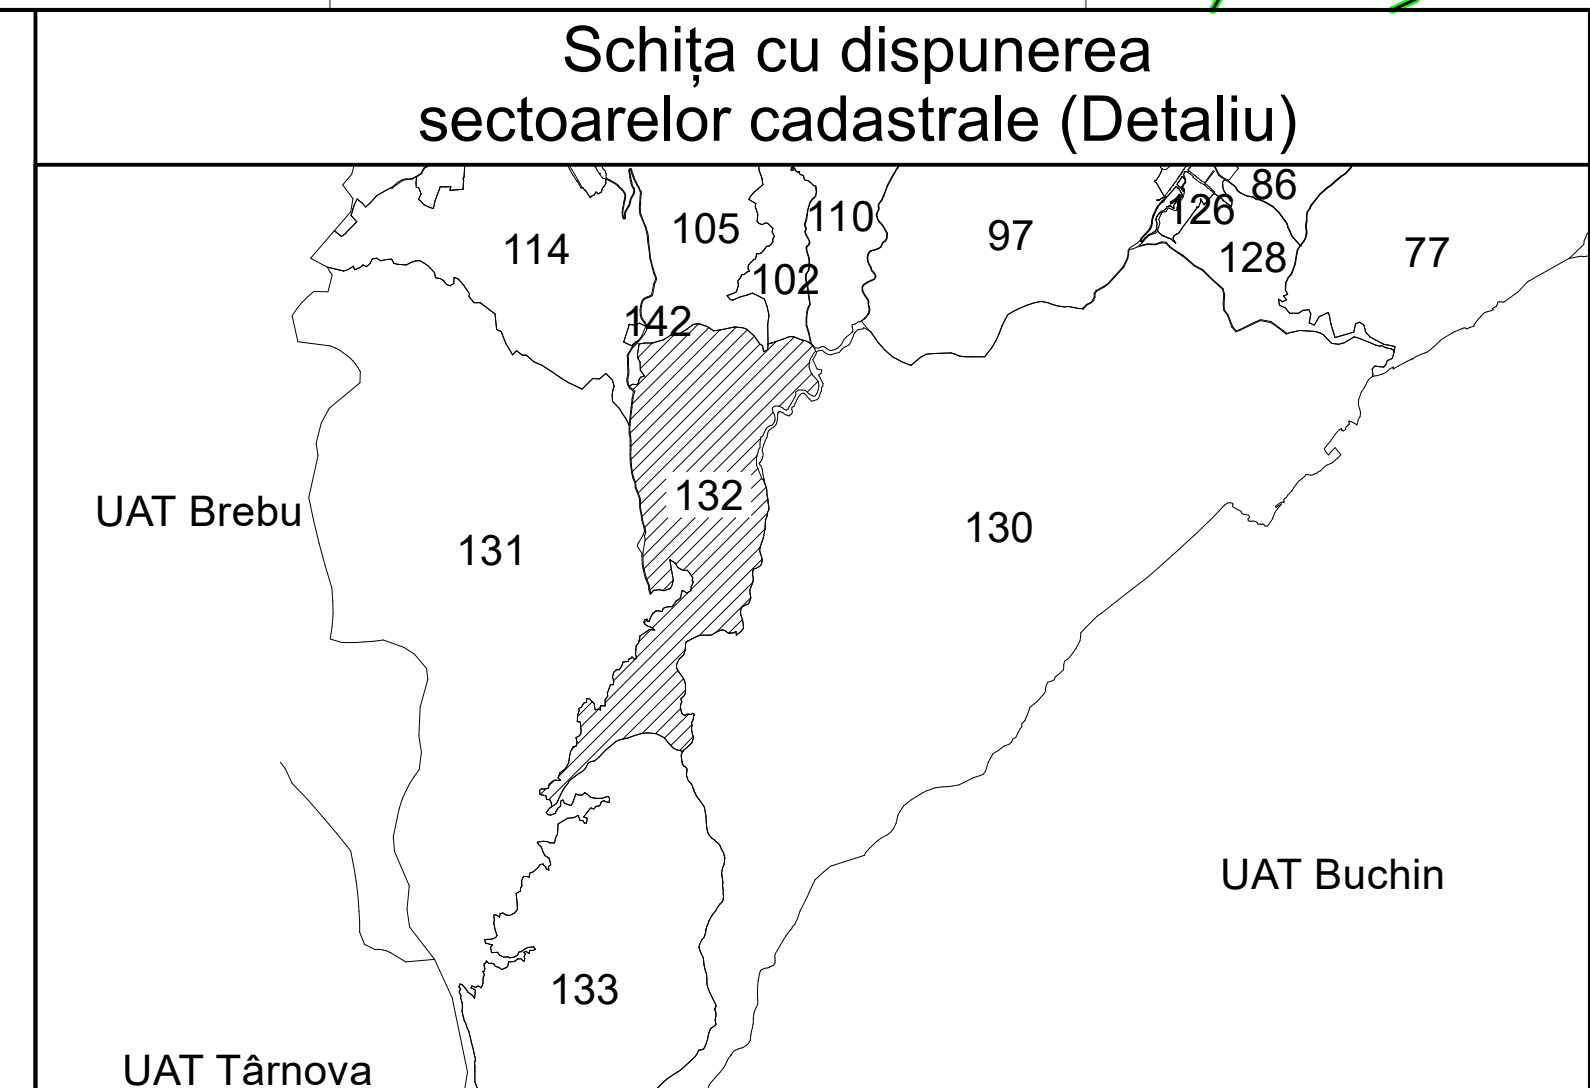 Schița cu dispunerea
sectoarelor cadastrale (Detaliu)
86
126
110
105
97
114
128
77
102
142
132
UAT Brebu
130
131
UAT Buchin
133
UAT Târnova